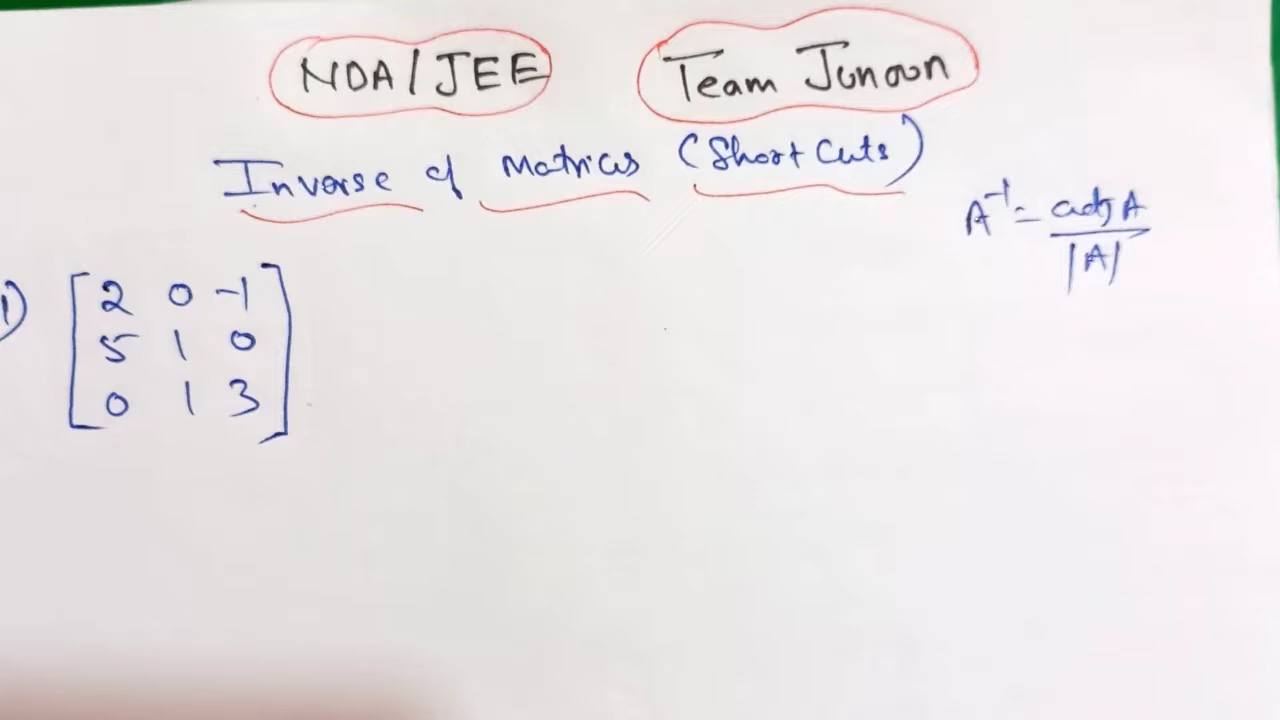 NDA/JEE Team Junoon
Inverse of Matrices (Short Cuts)
A⁻¹ = adj A / |A|
1) [2 0 -1
5 1 0
0 1 3]